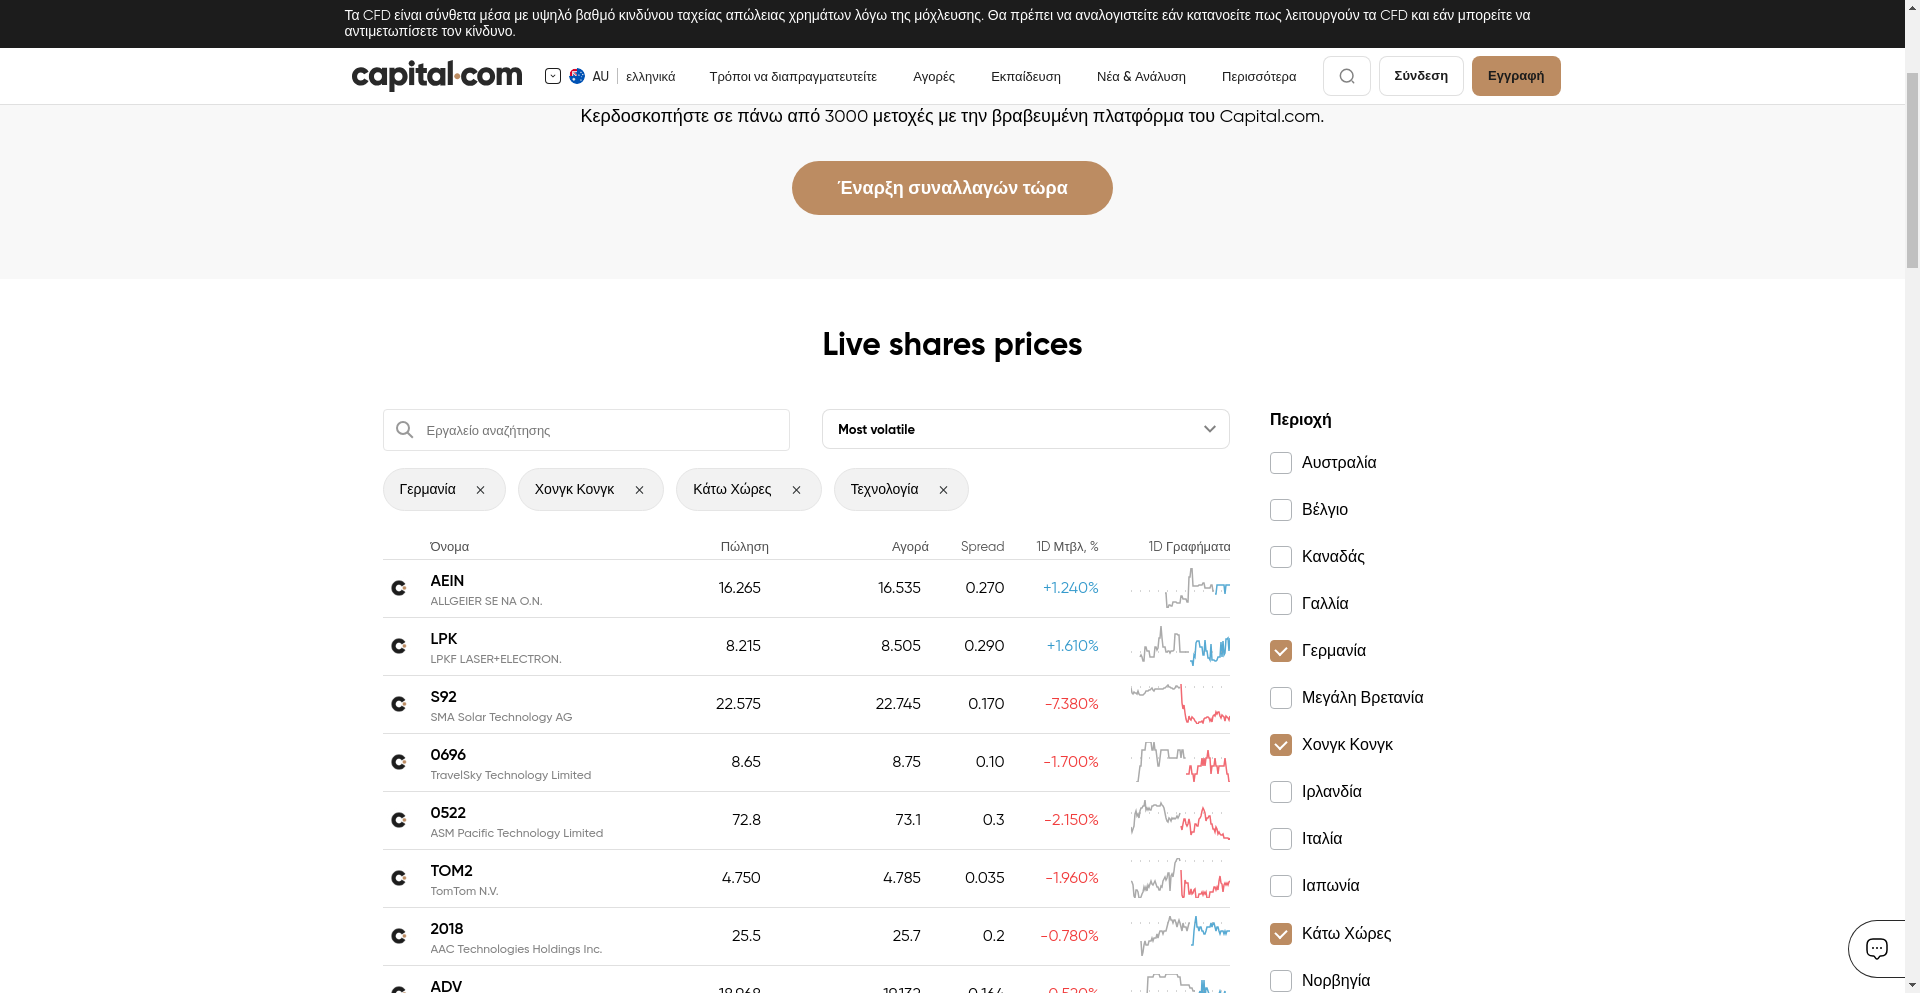 Τα CFD είναι σύνθετα μέσα με υψηλό βαθμό κινδύνου ταχείας απώλειας χρημάτων λόγω της μόχλευσης. Θα πρέπει να αναλογιστείτε εάν κατανοείτε πως λειτουργούν τα CFD και εάν μπορείτε να
αντιμετωπίσετε τον κίνδυνο.
capital.com AU ελληνικά Τρόποι να διαπραγματευτείτε Αγορές Εκπαίδευση Νέα & Ανάλυση Περισσότερα Σύνδεση Εγγραφή
Κερδοσκοπήστε σε πάνω από 3000 μετοχές με την βραβευμένη πλατφόρμα του Capital.com.
Έναρξη συναλλαγών τώρα
Live shares prices
Εργαλείο αναζήτησης
Most volatile
Γερμανία
Χονγκ Κονγκ
Κάτω Χώρες
Τεχνολογία
Όνομα Πώληση Αγορά Spread 1D Μτβλ, % 1D Γραφήματα
AEIN 16.265 16.535 0.270 +1.240%
ALLGEIER SE NA O.N.
LPK 8.215 8.505 0.290 +1.610%
LPKF LASER+ELECTRON.
S92 22.575 22.745 0.170 -7.380%
SMA Solar Technology AG
0696 8.65 8.75 0.10 -1.700%
TravelSky Technology Limited
0522 72.8 73.1 0.3 -2.150%
ASM Pacific Technology Limited
TOM2 4.750 4.785 0.035 -1.960%
TomTom N.V.
2018 25.5 25.7 0.2 -0.780%
AAC Technologies Holdings Inc.
ADV 18.968 19.132 0.164 -0.520%
Περιοχή
Αυστραλία
Βέλγιο
Καναδάς
Γαλλία
Γερμανία
Μεγάλη Βρετανία
Χονγκ Κονγκ
Ιρλανδία
Ιταλία
Ιαπωνία
Κάτω Χώρες
Νορβηγία